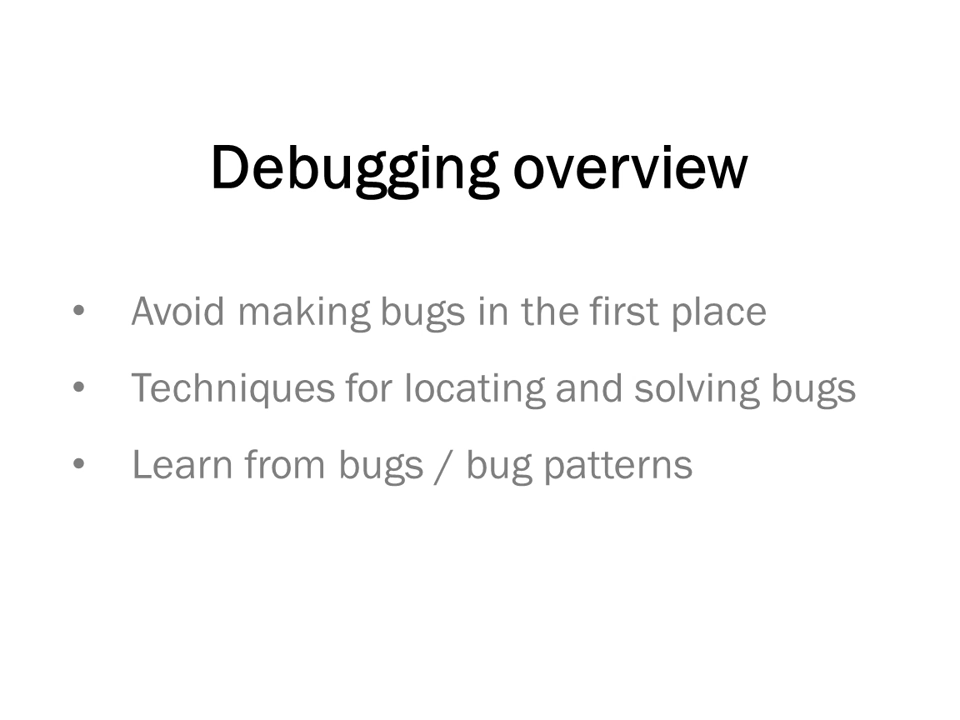 Debugging overview
• Avoid making bugs in the first place
• Techniques for locating and solving bugs
• Learn from bugs / bug patterns